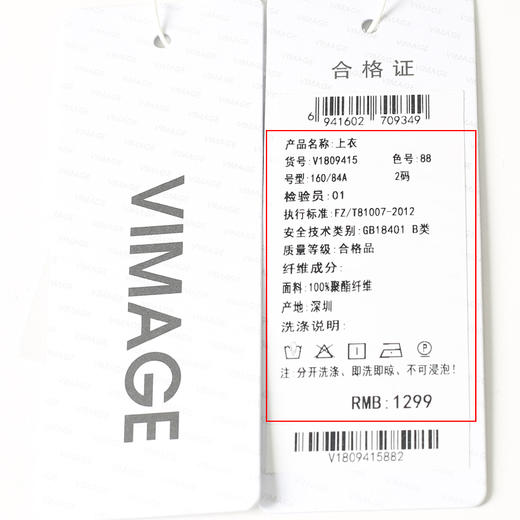 VIMAGE
合格证
6 941602 709349
产品名称:上衣
货号:V1809415 色号:88
号型:160/84A 2码
检验员:01
执行标准:FZ/T81007-2012
安全技术类别:GB18401 B类
质量等级:合格品
纤维成分:
面料:100%聚酯纤维
产地:深圳
洗涤说明:
注 分开洗涤、即洗即晾、不可浸泡!
RMB:1299
V1809415882